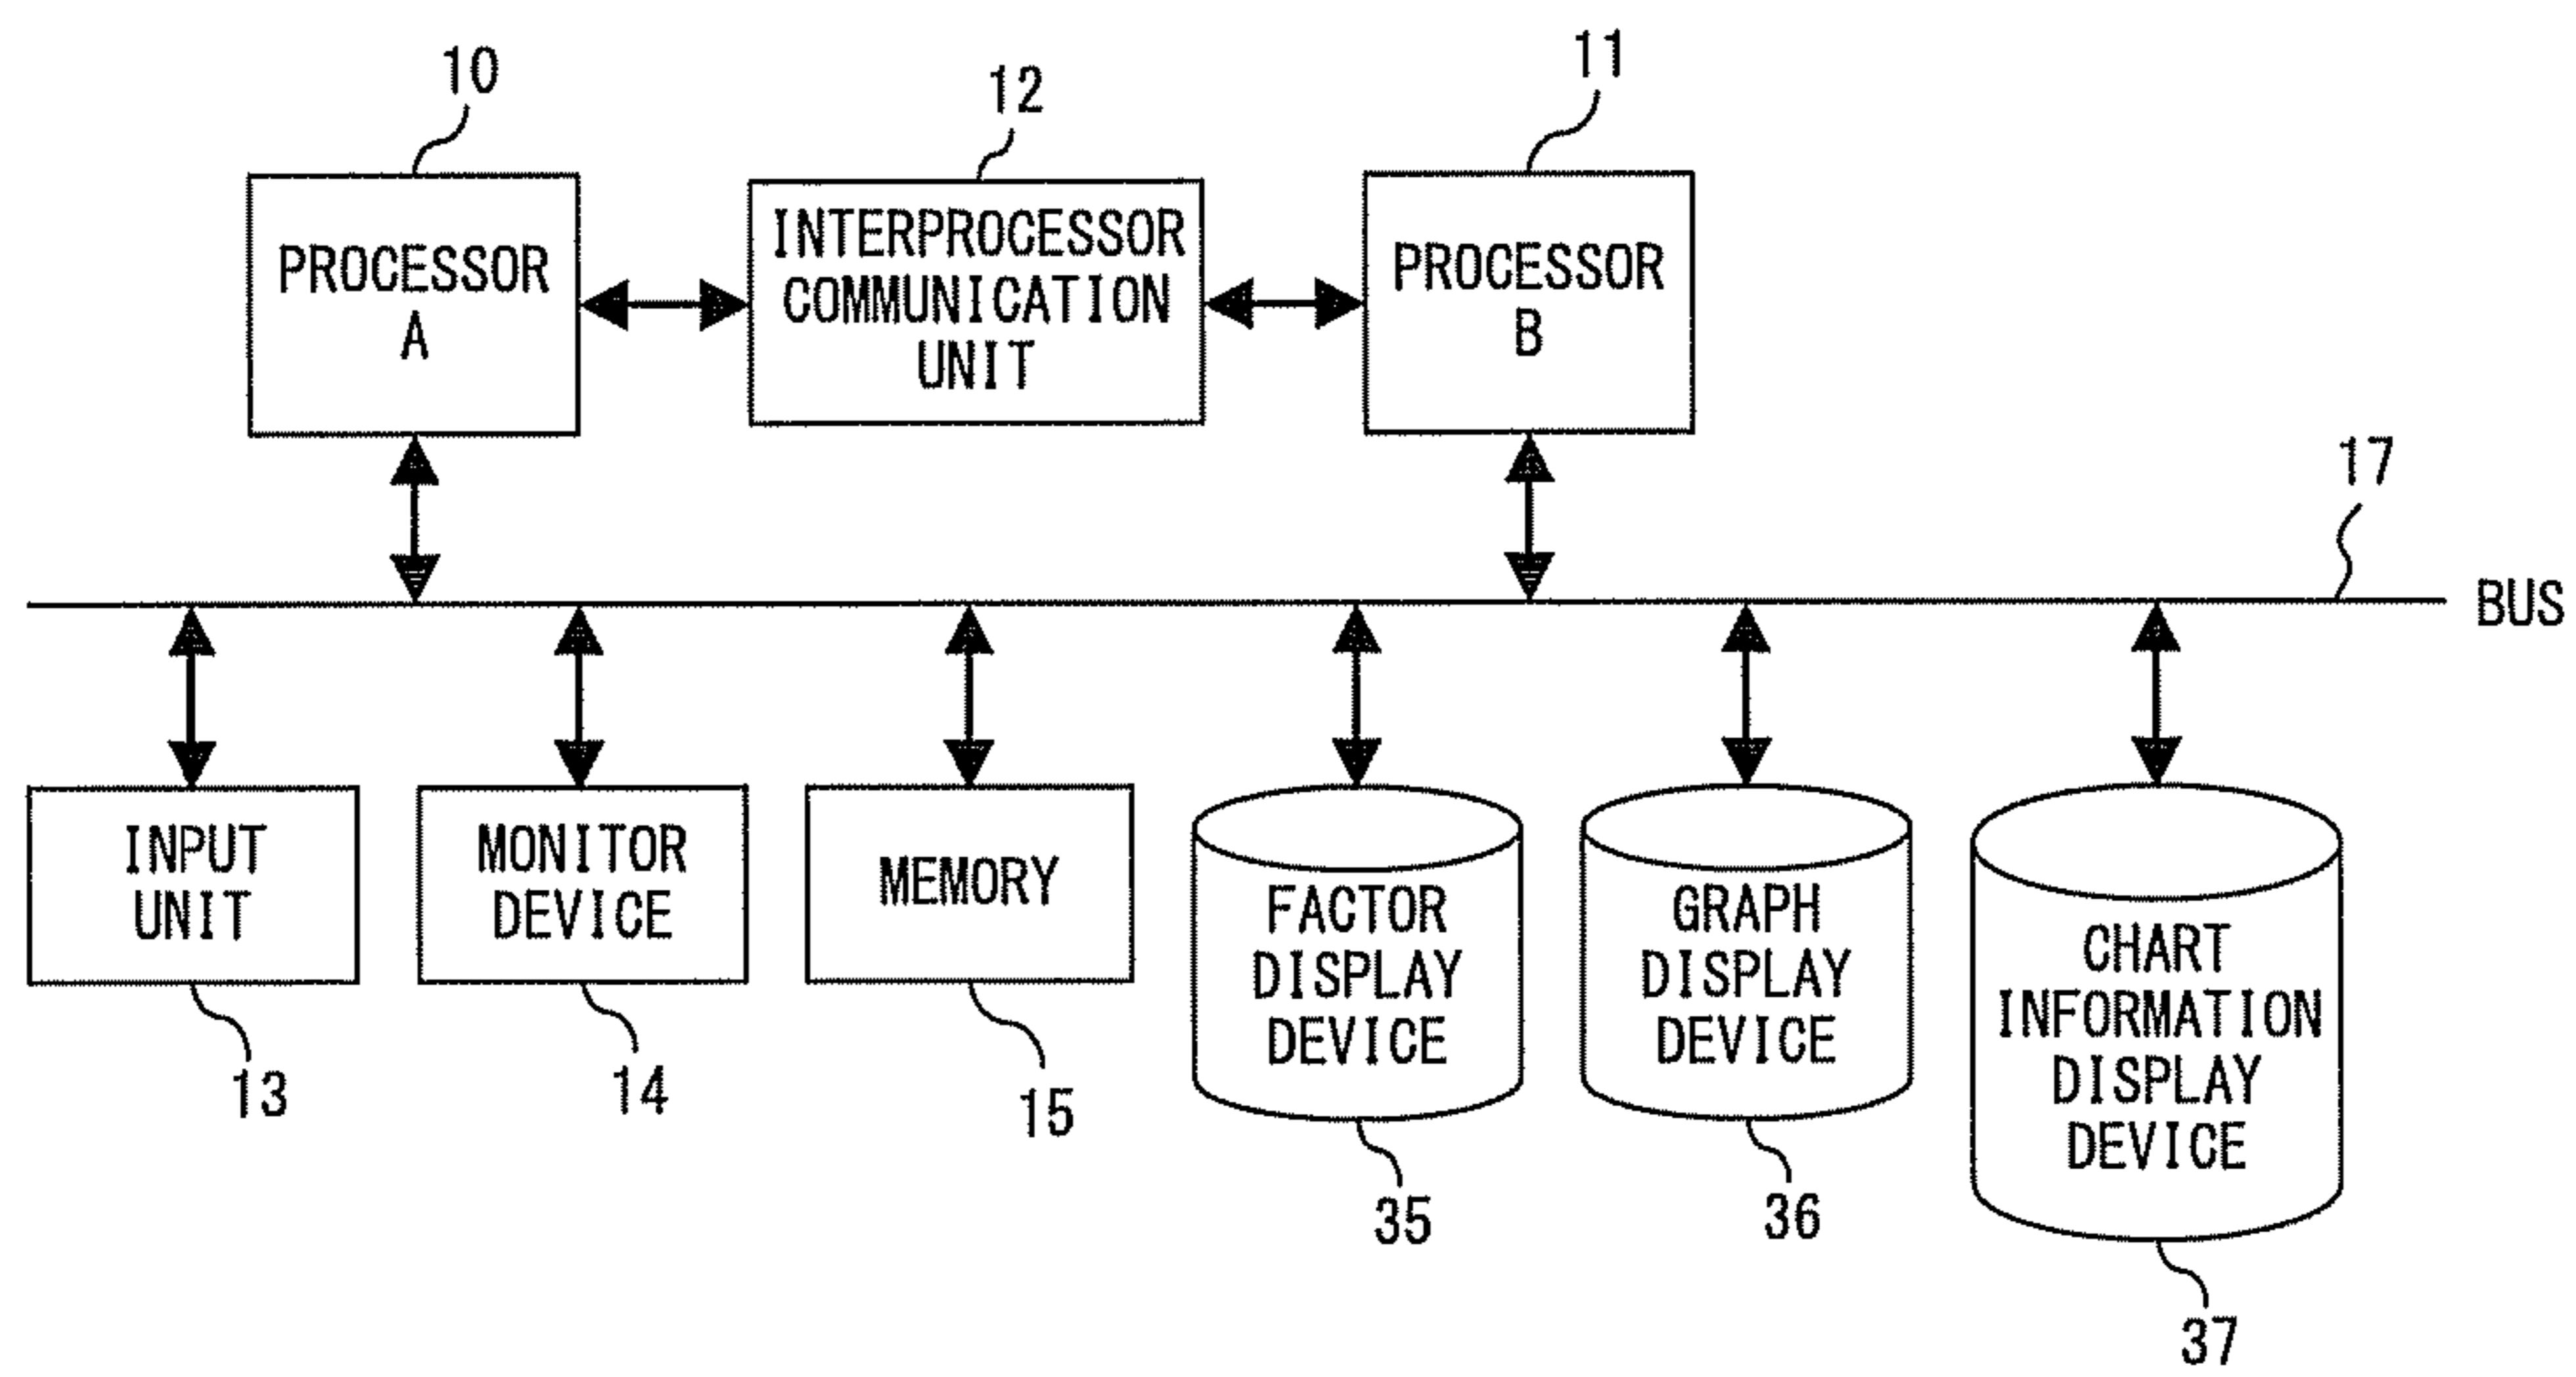 10
12
11
PROCESSOR
A
INTERPROCESSOR
COMMUNICATION
UNIT
PROCESSOR
B
17
BUS
INPUT
UNIT
MONITOR
DEVICE
MEMORY
FACTOR
DISPLAY
DEVICE
GRAPH
DISPLAY
DEVICE
CHART
INFORMATION
DISPLAY
DEVICE
13
14
15
35
36
37